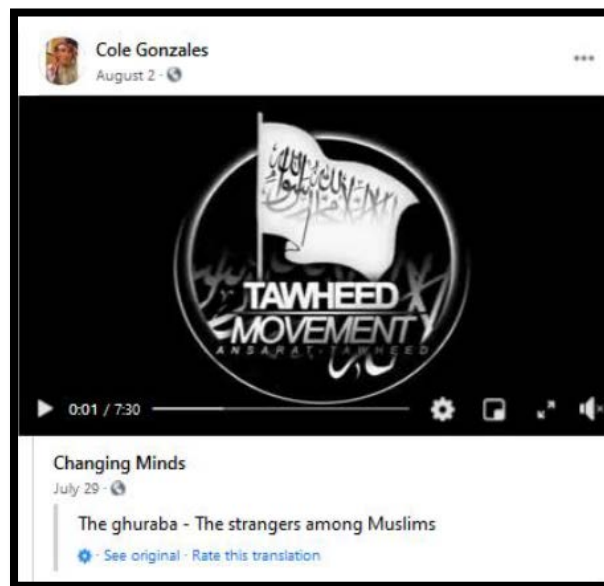 Cole Gonzales
August 2
TAWHEED
MOVEMENT
ANSARAT-TAWHEED
0:01 / 7:30
Changing Minds
July 29
The ghuraba - The strangers among Muslims
See original · Rate this translation